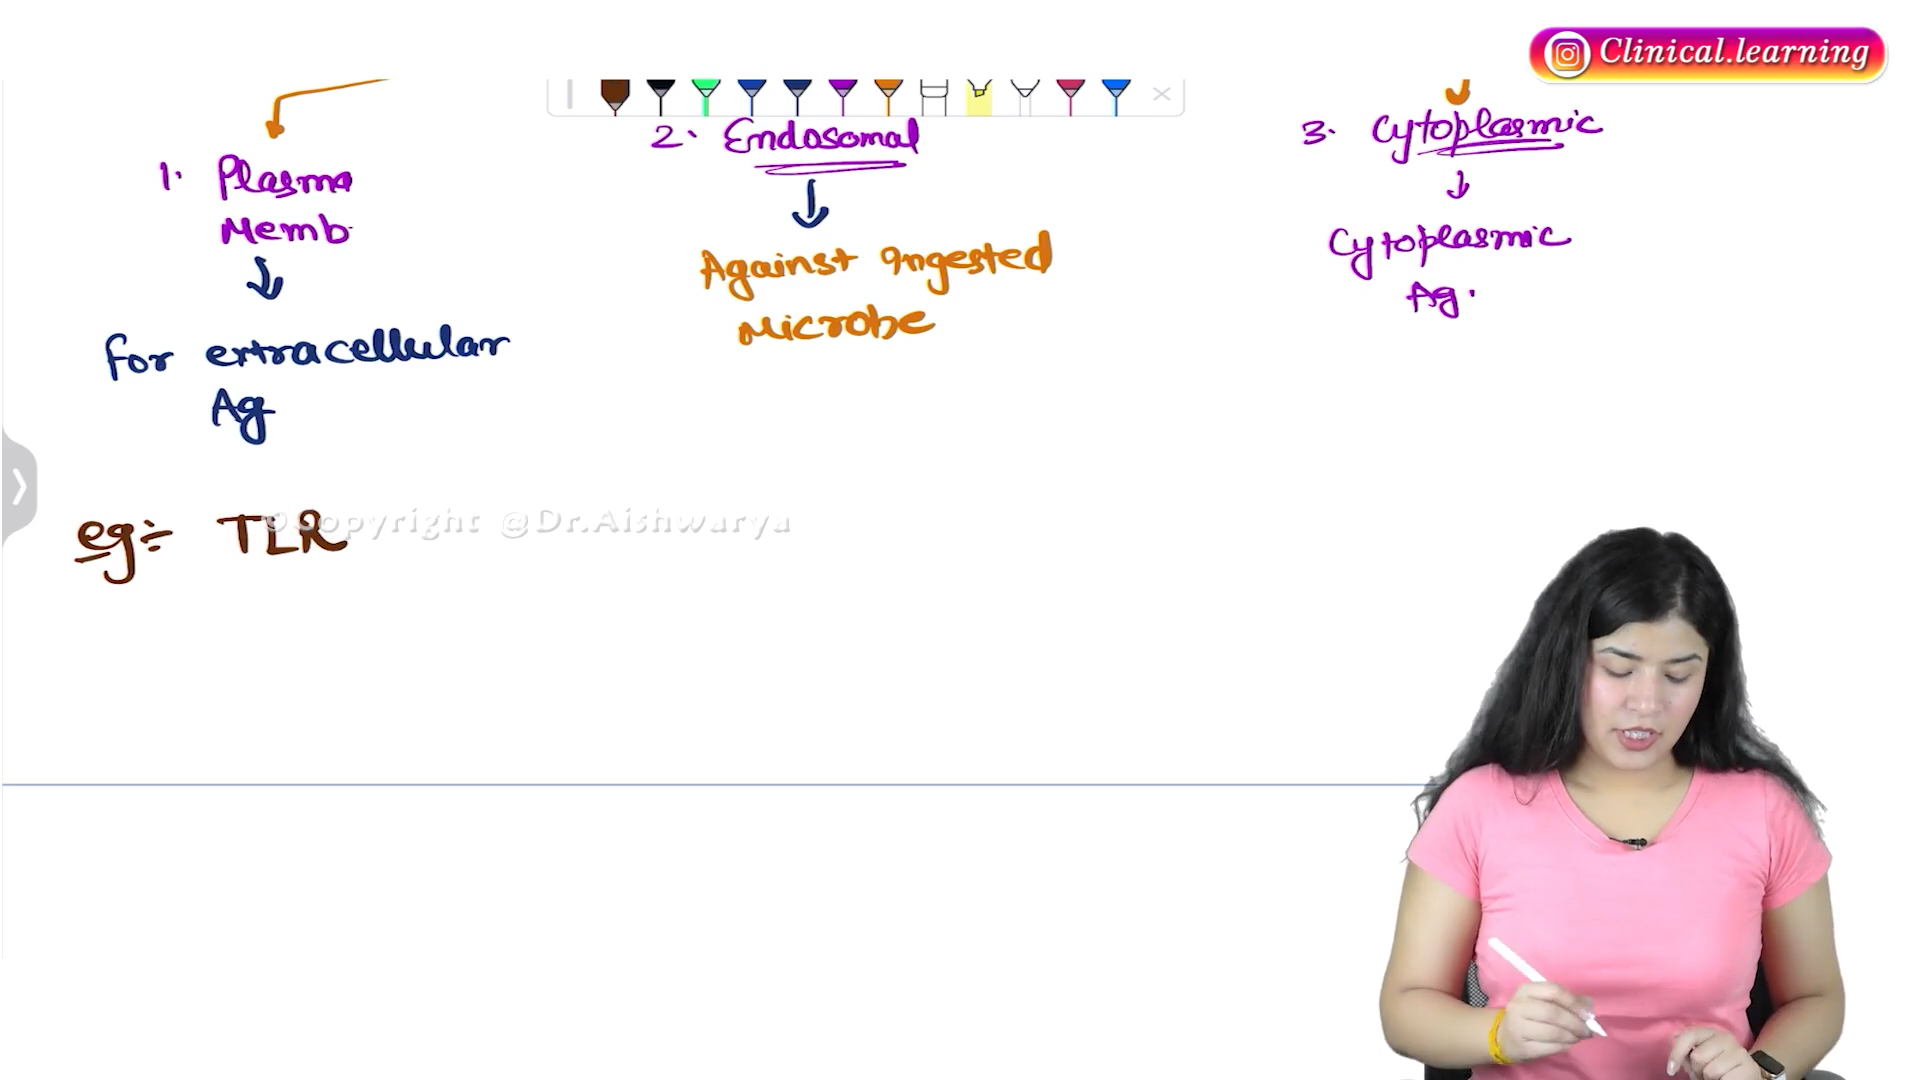 Clinical.learning
1. Plasma
Memb.
For extracellular
Ag
eg:- TLR
2. Endosomal
Against Ingested
Microbe
3. Cytoplasmic
Cytoplasmic
Ag.
©Copyright @Dr.Aishwarya